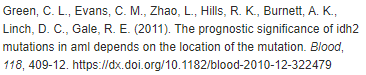 Green, C. L., Evans, C. M., Zhao, L., Hills, R. K., Burnett, A. K.,
Linch, D. C., Gale, R. E. (2011). The prognostic significance of idh2
mutations in aml depends on the location of the mutation. Blood,
118, 409-12. https://dx.doi.org/10.1182/blood-2010-12-322479